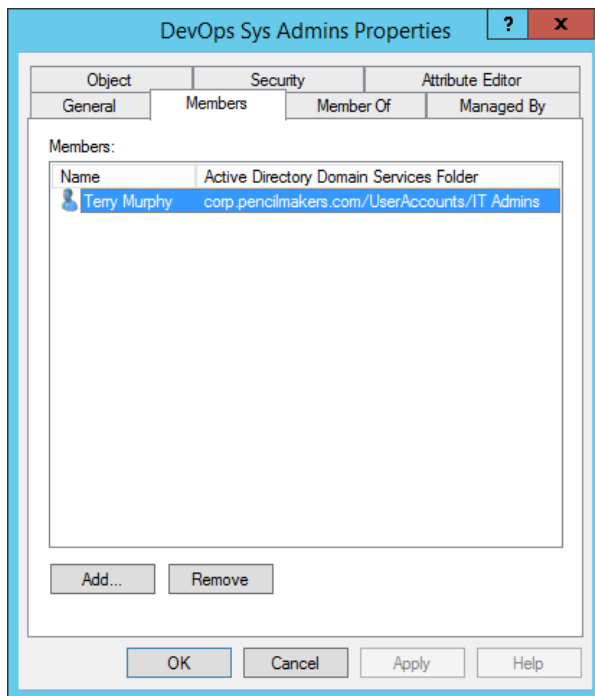 DevOps Sys Admins Properties ? x
Object Security Attribute Editor
General Members Member Of Managed By
Members:
Name Active Directory Domain Services Folder
Terry Murphy corp.pencilmakers.com/UserAccounts/IT Admins
Add... Remove
OK Cancel Apply Help